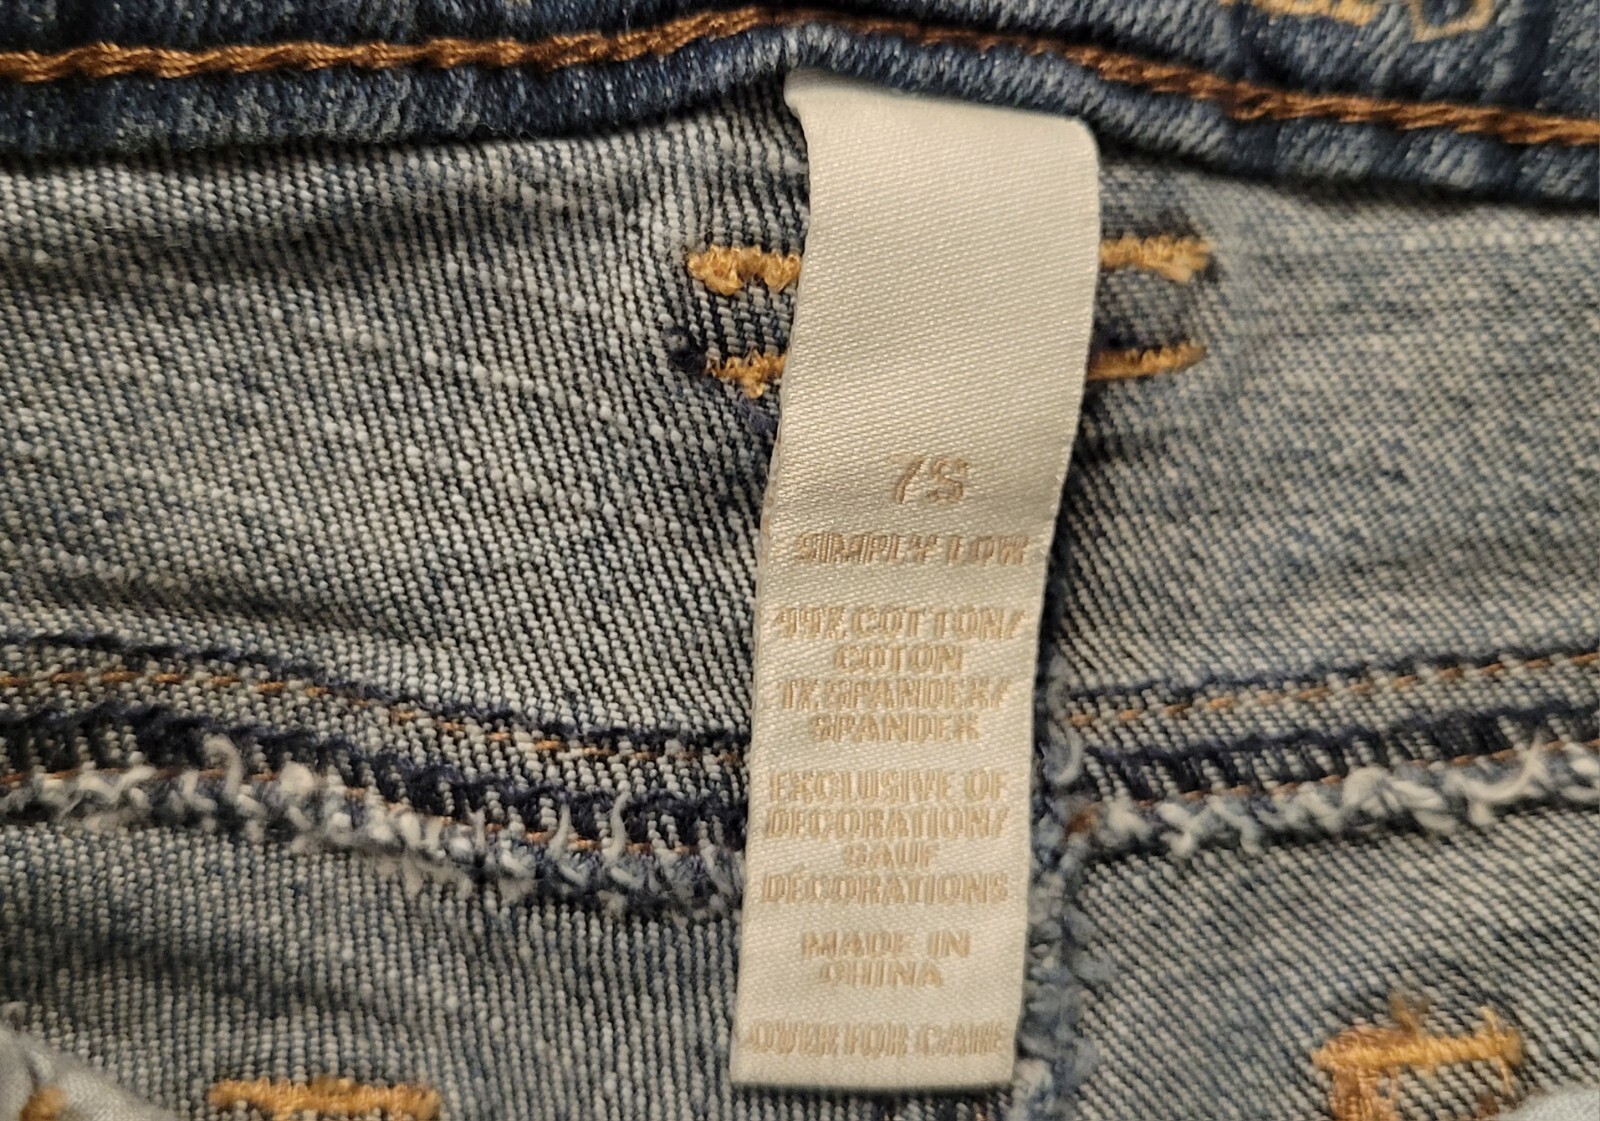 7S
SIMPLY LOW
99% COTTON/
COTON
1% SPANDEX/
SPANDEX
EXCLUSIVE OF
DECORATION/
SAUF
DÉCORATIONS
MADE IN
CHINA
OVER FOR CARE